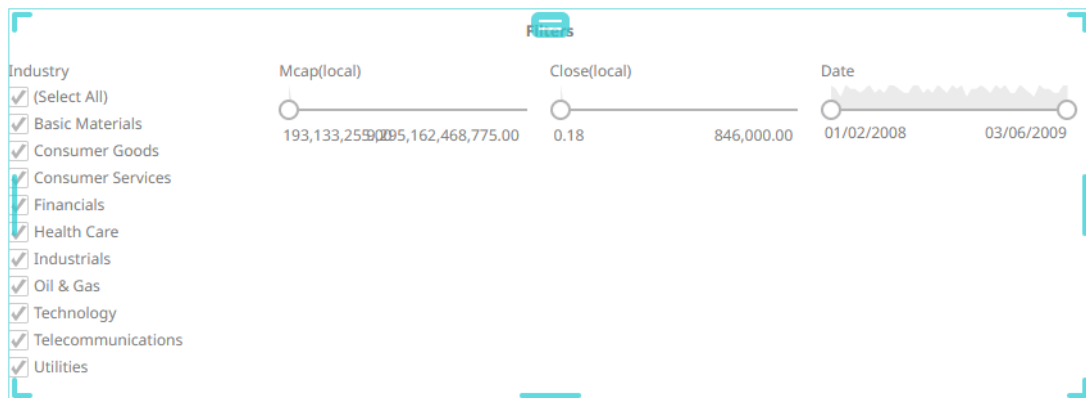 Filters
Industry
(Select All)
Basic Materials
Consumer Goods
Consumer Services
Financials
Health Care
Industrials
Oil & Gas
Technology
Telecommunications
Utilities
Mcap(local)
Close(local)
0.18 846,000.00
Date
01/02/2008 03/06/2009